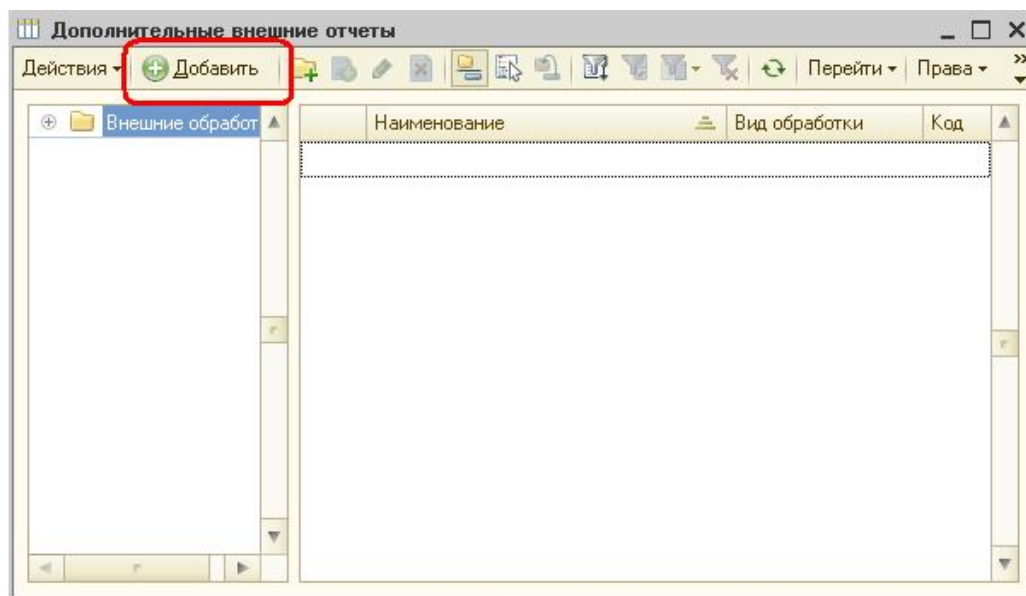 Дополнительные внешние отчеты
Действия Добавить Перейти Права
Внешние обработ
Наименование Вид обработки Код